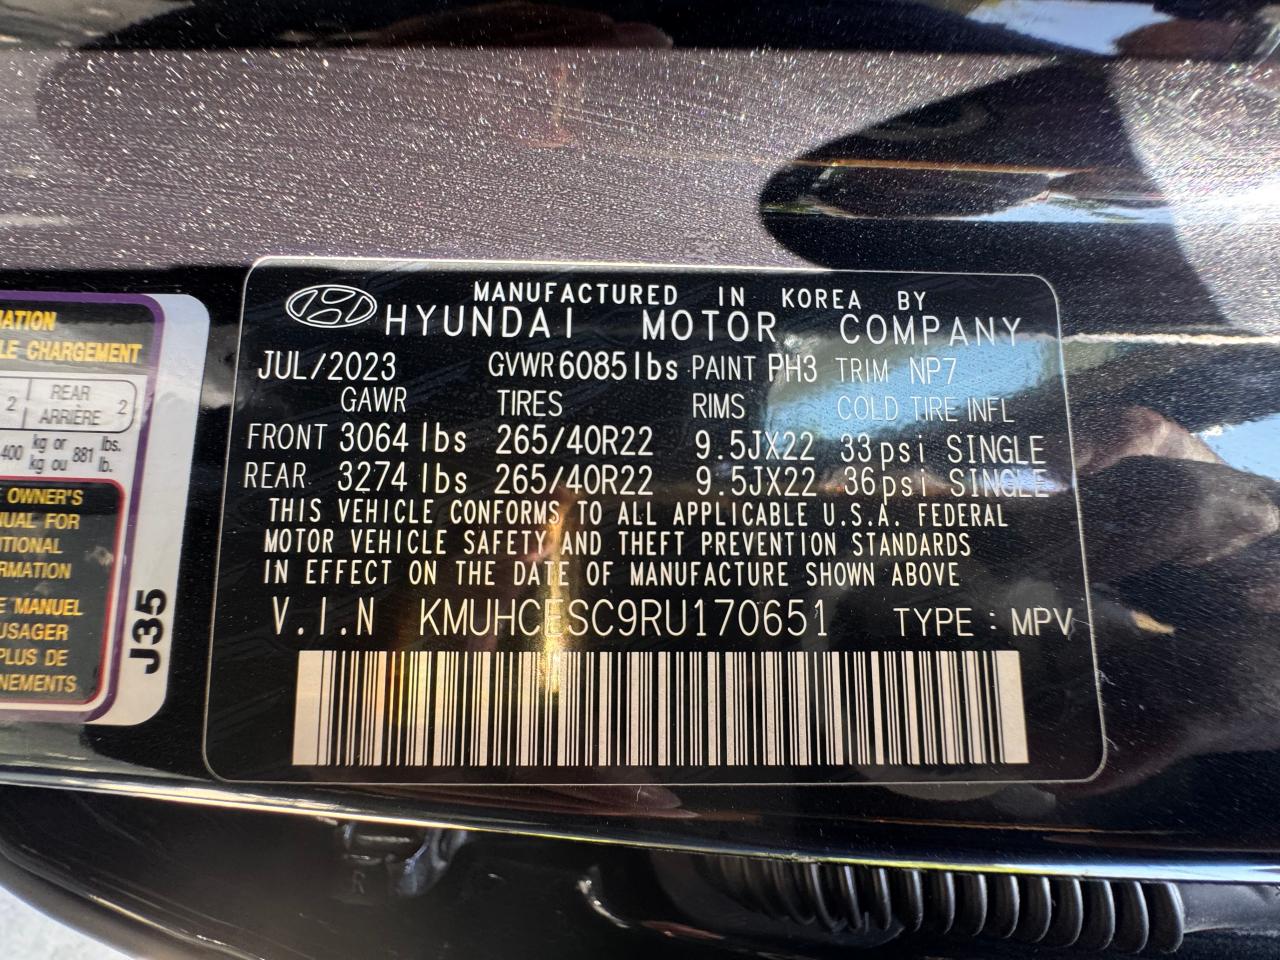 MANUFACTURED IN KOREA BY
HYUNDAI MOTOR COMPANY
JUL/2023 GVWR 6085lbs PAINT PH3 TRIM NP7
GAWR TIRES RIMS COLD TIRE INFL
FRONT 3064 lbs 265/40R22 9.5JX22 33psi SINGLE
REAR 3274 lbs 265/40R22 9.5JX22 36psi SINGLE
THIS VEHICLE CONFORMS TO ALL APPLICABLE U.S.A. FEDERAL
MOTOR VEHICLE SAFETY AND THEFT PREVENTION STANDARDS
IN EFFECT ON THE DATE OF MANUFACTURE SHOWN ABOVE
V.I.N KMUHCESC9RU170651 TYPE : MPV
MATION
LE CHARGEMENT
2 REAR
ARRIÈRE 2
400 kg or 881 lbs.
kg ou lb.
OWNER'S
UAL FOR
ITIONAL
RMATION
E MANUEL
USAGER
PLUS DE
NEMENTS
J35